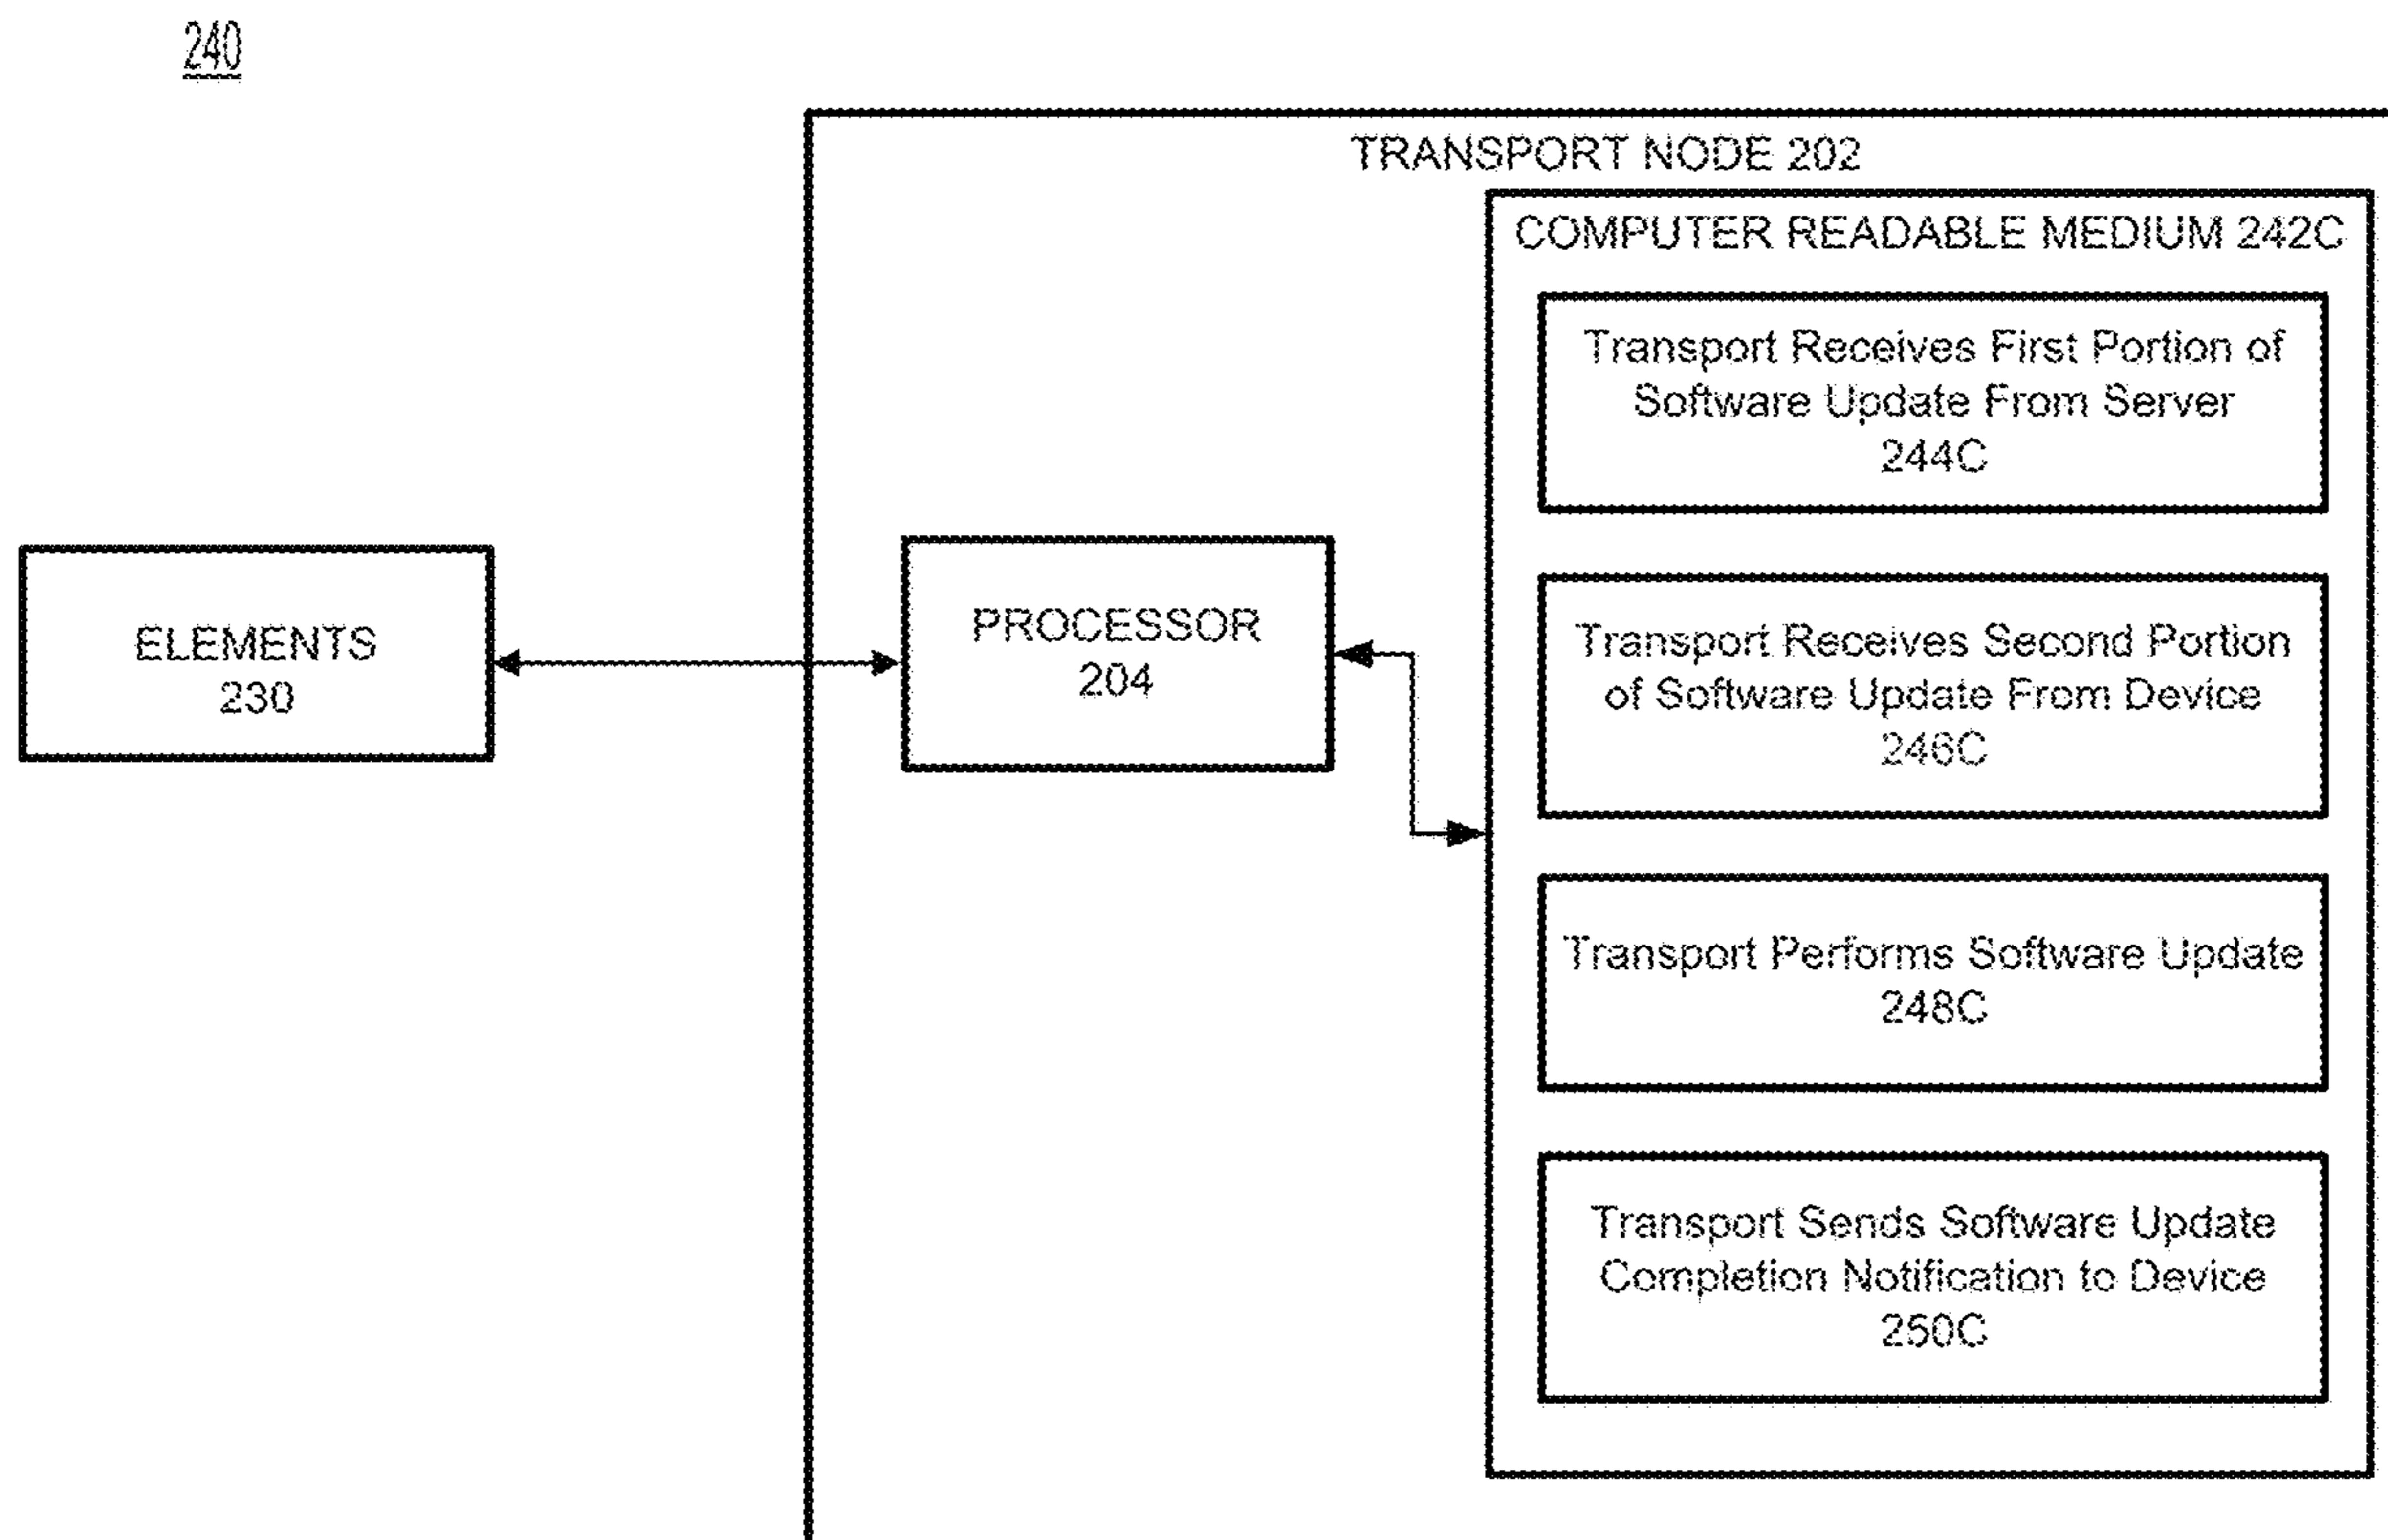 240
TRANSPORT NODE 202
COMPUTER READABLE MEDIUM 242C
Transport Receives First Portion of
Software Update From Server
244C
ELEMENTS
230
PROCESSOR
204
Transport Receives Second Portion
of Software Update From Device
246C
Transport Performs Software Update
248C
Transport Sends Software Update
Completion Notification to Device
250C